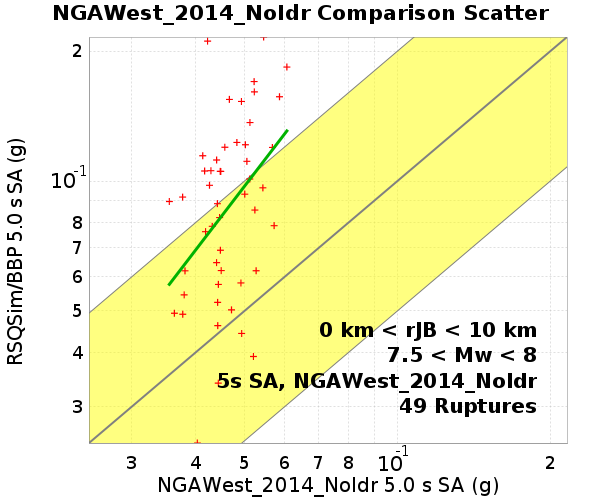 NGAWest_2014_NoIdr Comparison Scatter
RSQSim/BBP 5.0 s SA (g)
2
10-1
8
7
6
5
4
3
0 km < rJB < 10 km
7.5 < Mw < 8
5s SA, NGAWest_2014_NoIdr
49 Ruptures
3 4 5 6 7 8 10-1 2
NGAWest_2014_NoIdr 5.0 s SA (g)